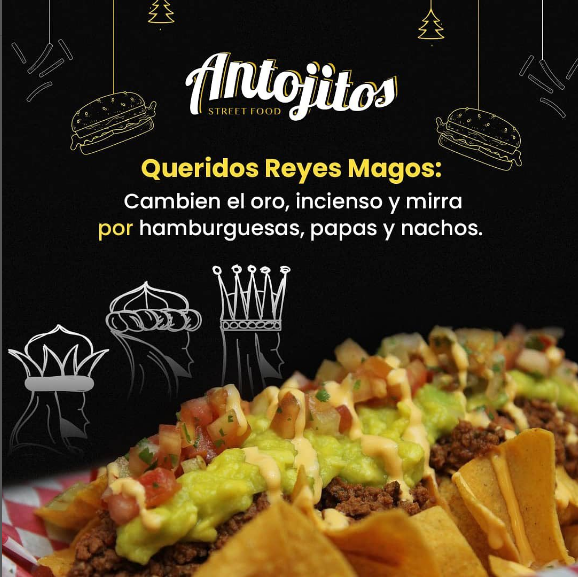 Antojitos
STREET FOOD
Queridos Reyes Magos:
Cambien el oro, incienso y mirra
por hamburguesas, papas y nachos.